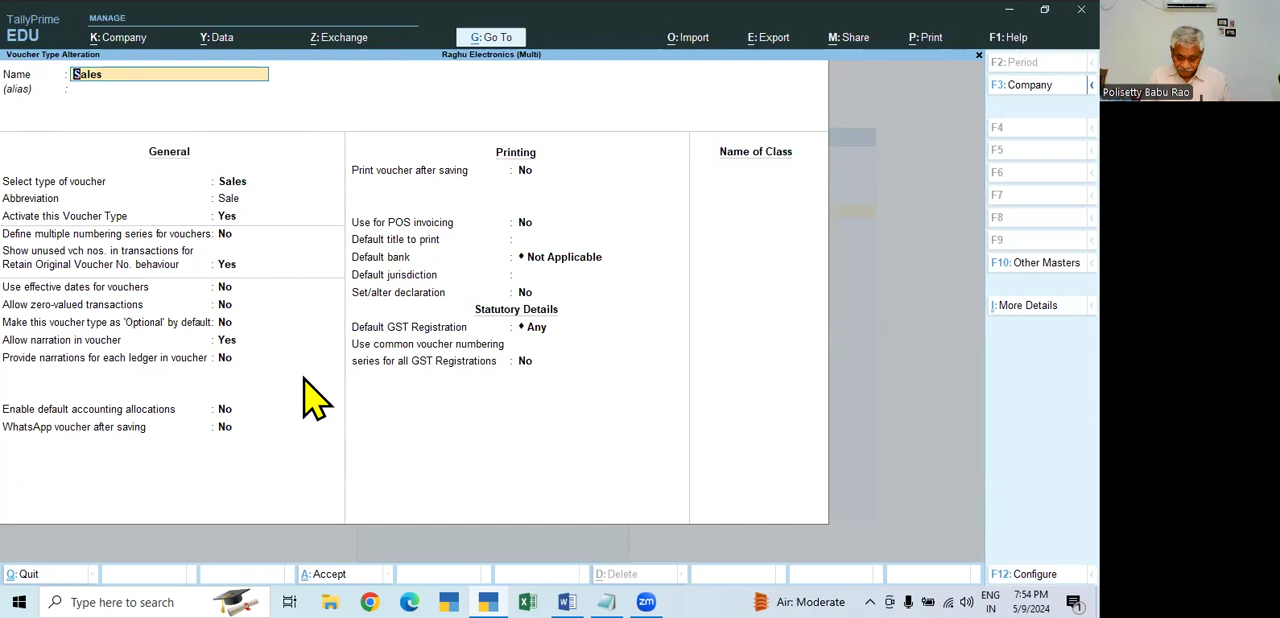 TallyPrime
EDU
MANAGE
K: Company
Y: Data
Z: Exchange
G: Go To
O: Import
E: Export
M: Share
P: Print
F1: Help
Voucher Type Alteration
Raghu Electronics (Multi)
Name : Sales
(alias) :
General
Select type of voucher : Sales
Abbreviation : Sale
Activate this Voucher Type : Yes
Define multiple numbering series for vouchers: No
Show unused vch nos. in transactions for
Retain Original Voucher No. behaviour : Yes
Use effective dates for vouchers : No
Allow zero-valued transactions : No
Make this voucher type as 'Optional' by default: No
Allow narration in voucher : Yes
Provide narrations for each ledger in voucher : No
Enable default accounting allocations : No
WhatsApp voucher after saving : No
Printing
Print voucher after saving : No
Use for POS invoicing : No
Default title to print :
Default bank : ♦ Not Applicable
Default jurisdiction :
Set/alter declaration : No
Statutory Details
Default GST Registration : ♦ Any
Use common voucher numbering
series for all GST Registrations : No
Name of Class
F2: Period
F3: Company
F4
F5
F6
F7
F8
F9
F10: Other Masters
I: More Details
F12: Configure
Q: Quit
A: Accept
D: Delete
Polisetty Babu Rao
Type here to search
Air: Moderate
ENG
IN
7:54 PM
5/9/2024